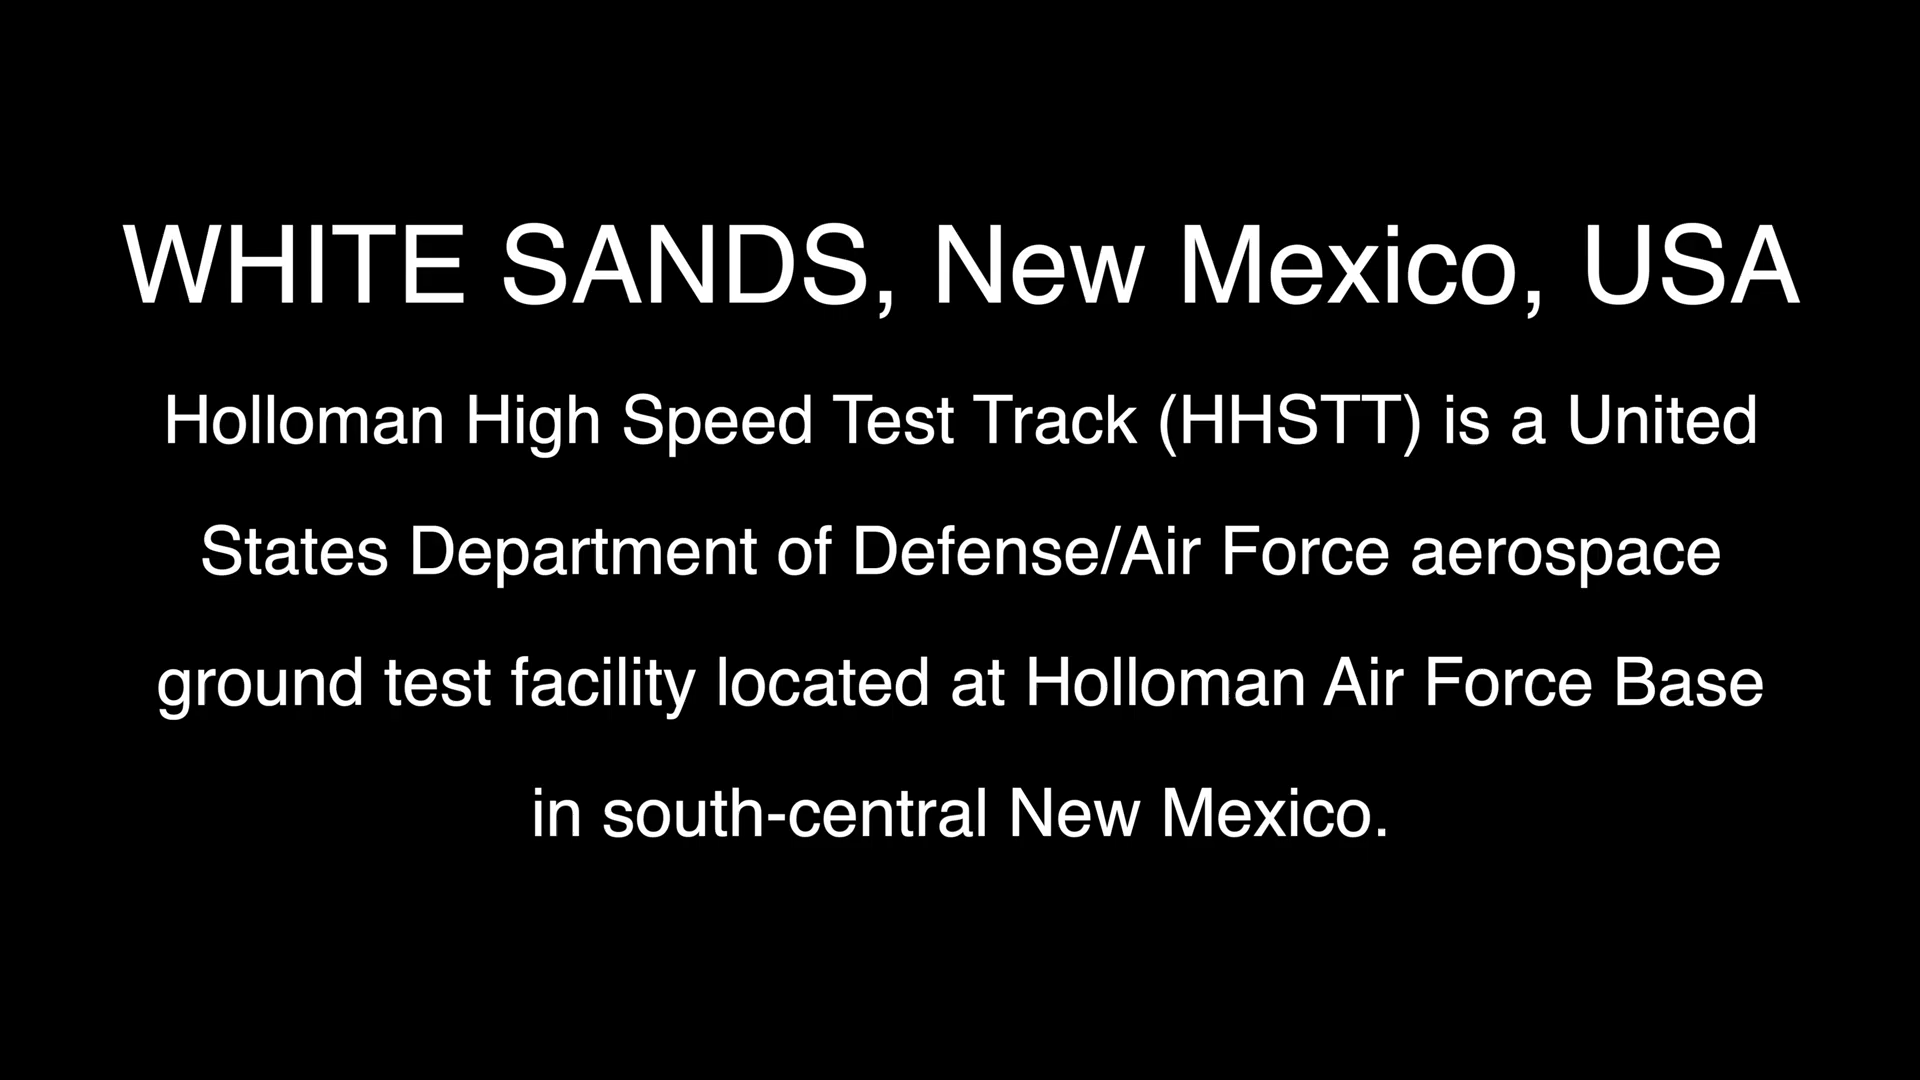 WHITE SANDS, New Mexico, USA
Holloman High Speed Test Track (HHSTT) is a United
States Department of Defense/Air Force aerospace
ground test facility located at Holloman Air Force Base
in south-central New Mexico.